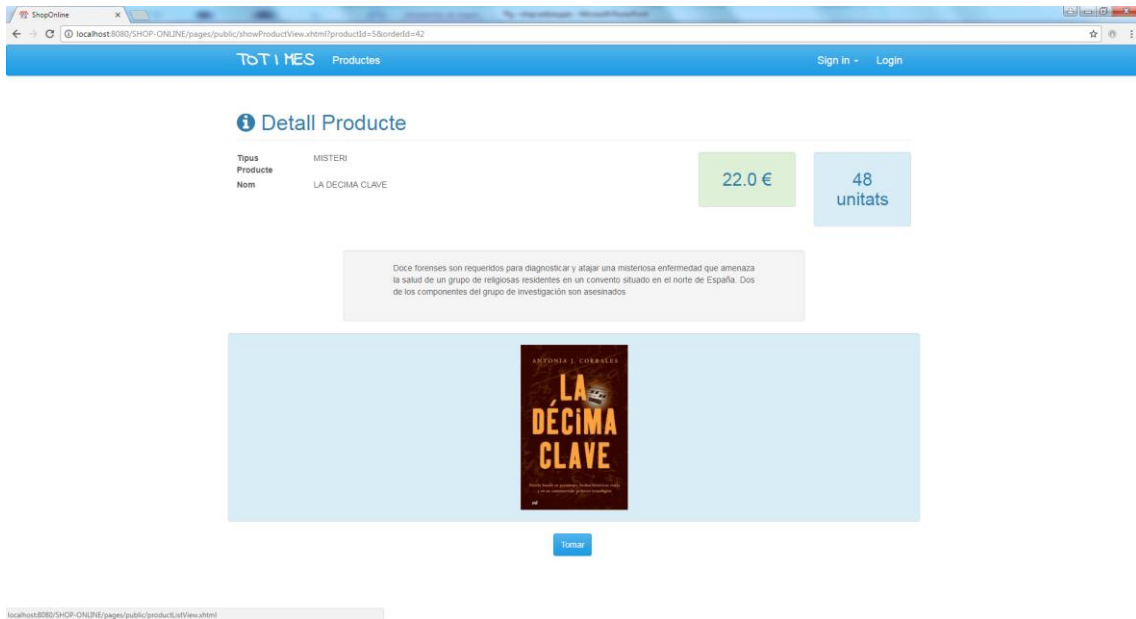 ShopOnline
localhost:8080/SHOP-ONLINE/pages/public/showProductView.xhtml?productId=5&orderId=42
TOT I MES Productes Sign in Login
Detall Producte
Tipus Producte MISTERI
Nom LA DECIMA CLAVE
22.0 €
48
unitats
Doce forenses son requeridos para diagnosticar y atajar una misteriosa enfermedad que amenaza
la salud de un grupo de religiosas residentes en un convento situado en el norte de España. Dos
de los componentes del grupo de investigación son asesinados
ANTONIA J. CORRALES
LA
DÉCIMA
CLAVE
Tornar
localhost:8080/SHOP-ONLINE/pages/public/productListView.xhtml